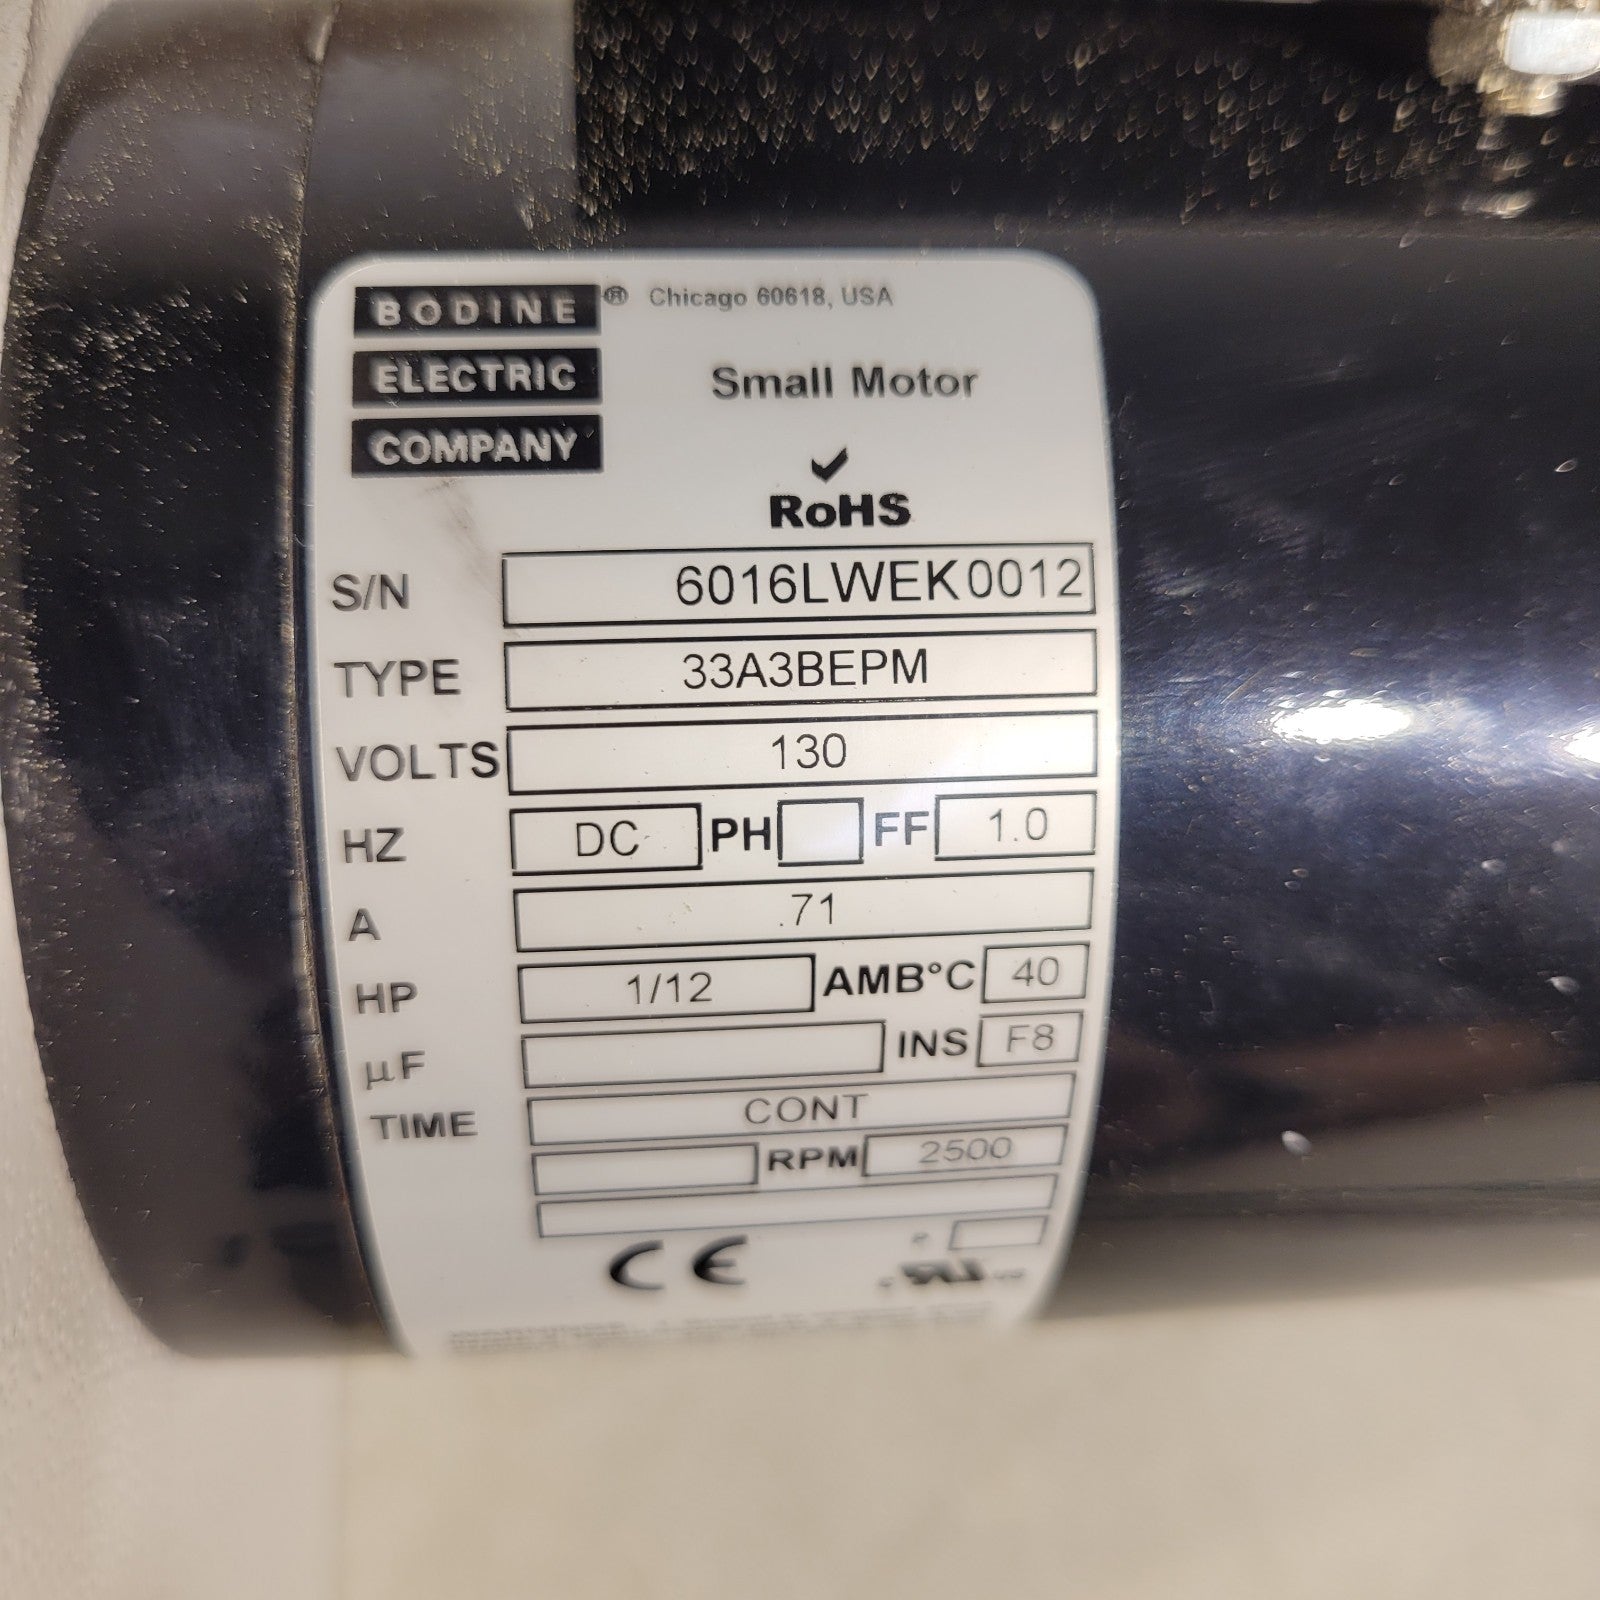 BODINE ® Chicago 60618, USA
ELECTRIC
COMPANY
Small Motor
RoHS
S/N 6016LWEK0012
TYPE 33A3BEPM
VOLTS 130
HZ DC PH FF 1.0
A .71
HP 1/12 AMB°C 40
µF INS F8
TIME CONT
RPM 2500
CE